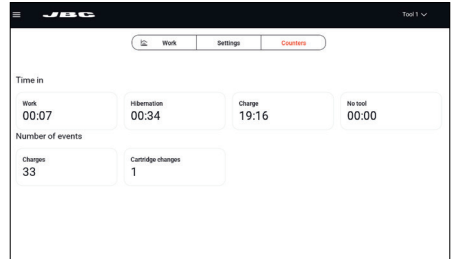 JBC
Tool 1
Work Settings Counters
Time in
Work Hibernation Charge No tool
00:07 00:34 19:16 00:00
Number of events
Charges Cartridge changes
33 1